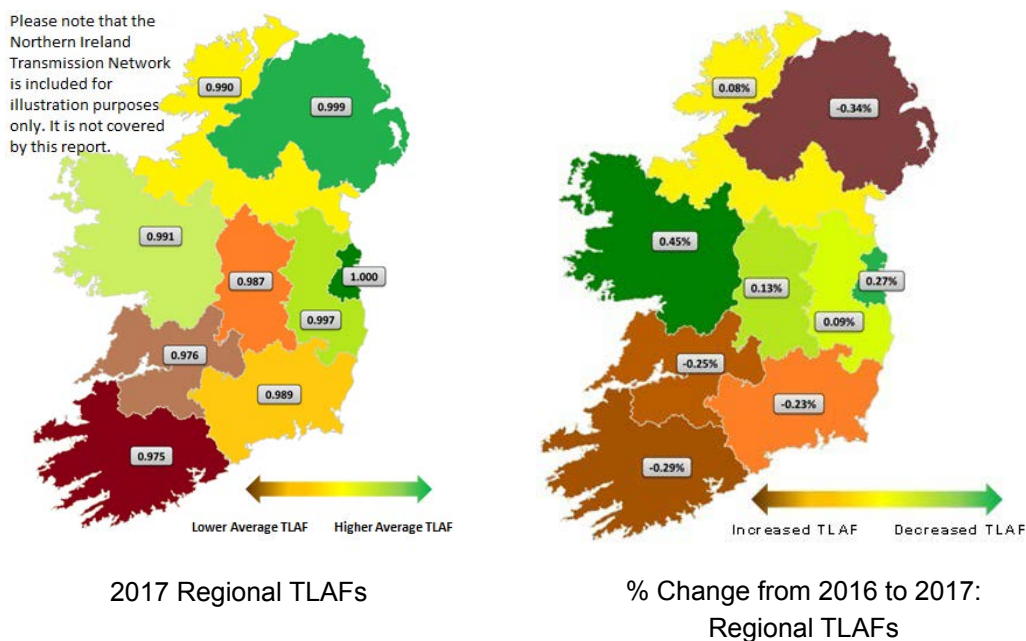 Please note that the
Northern Ireland
Transmission Network
is included for
illustration purposes
only. It is not covered
by this report.
0.990
0.999
0.991
0.987
1.000
0.997
0.976
0.989
0.975
Lower Average TLAF
Higher Average TLAF
2017 Regional TLAFs
0.08%
-0.34%
0.45%
0.27%
0.13%
0.09%
-0.25%
-0.23%
-0.29%
Increased TLAF
Decreased TLAF
% Change from 2016 to 2017:
Regional TLAFs